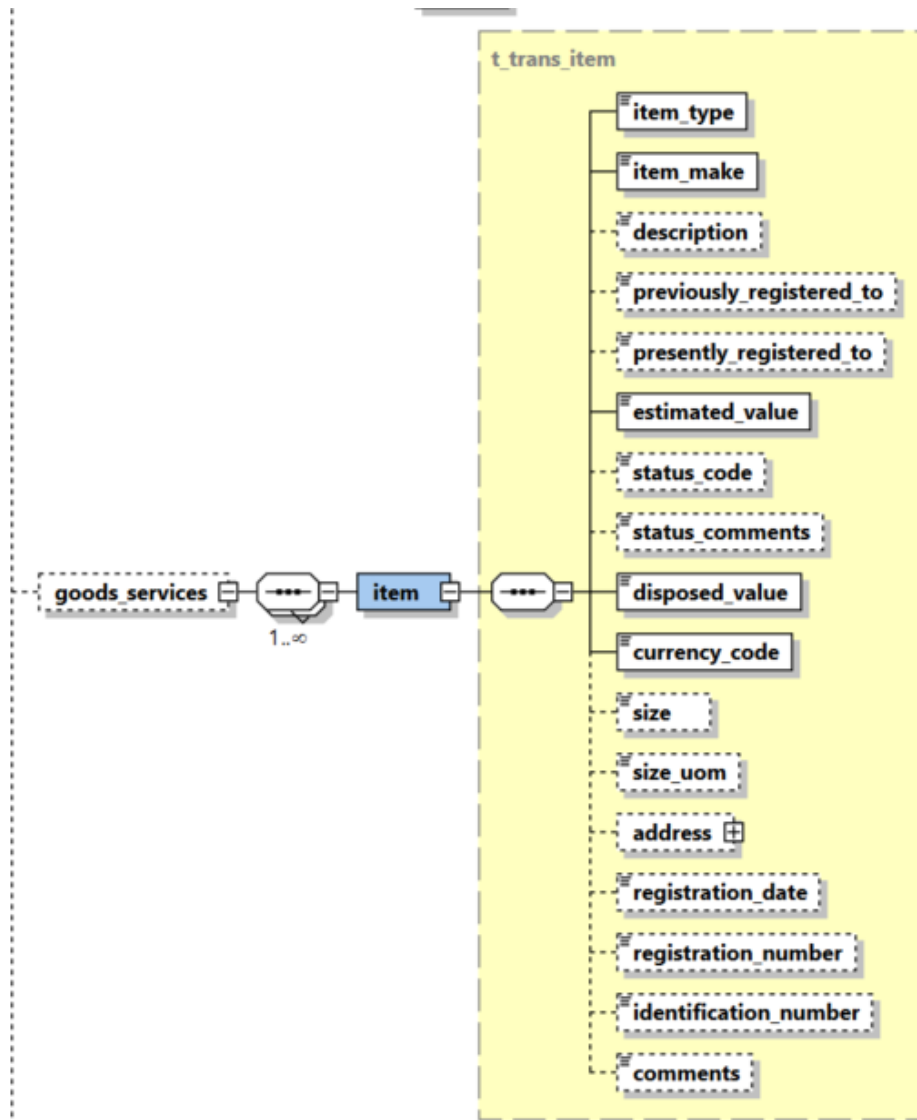 t_trans_item
item_type
item_make
description
previously_registered_to
presently_registered_to
estimated_value
status_code
status_comments
goods_services
item
disposed_value
1..∞
currency_code
size
size_uom
address
registration_date
registration_number
identification_number
comments